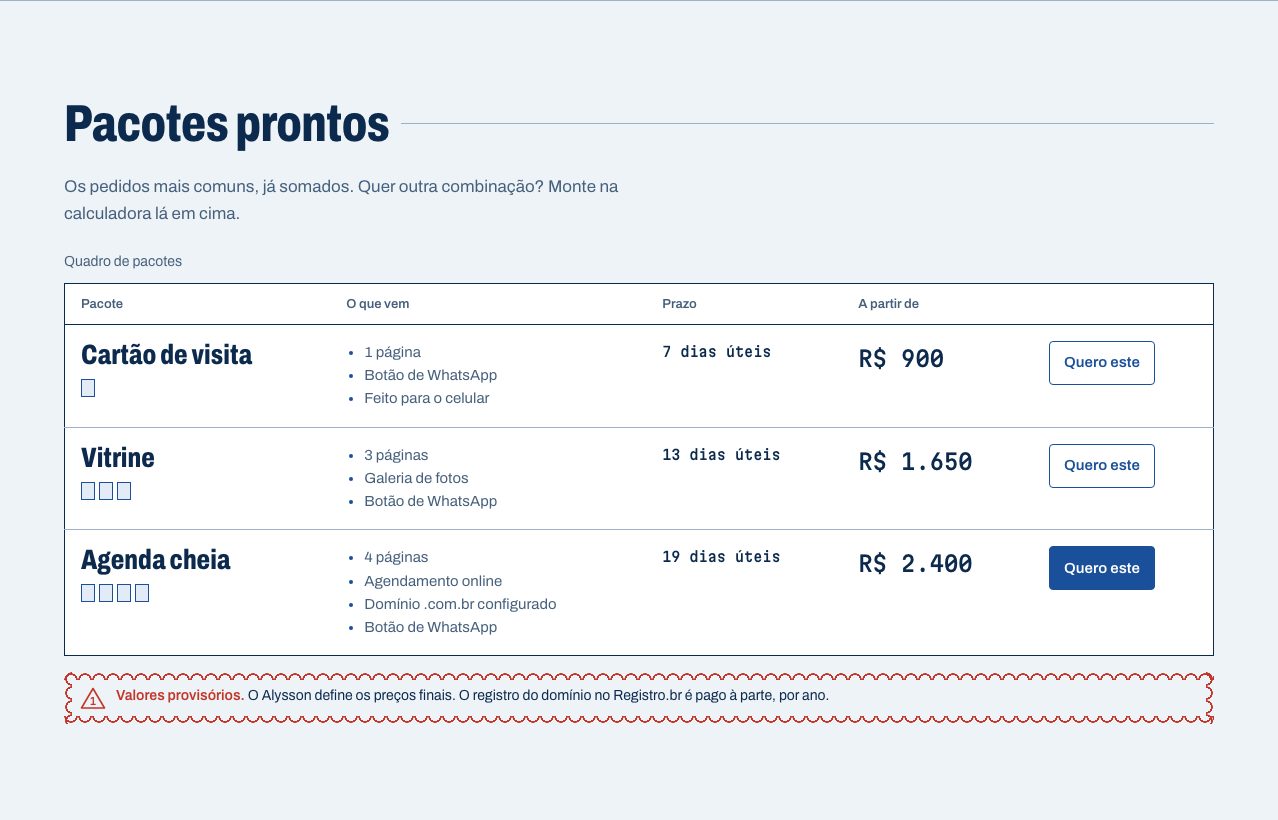 Pacotes prontos
Os pedidos mais comuns, já somados. Quer outra combinação? Monte na
calculadora lá em cima.
Quadro de pacotes
Pacote O que vem Prazo A partir de
Cartão de visita
1 página
Botão de WhatsApp
Feito para o celular
7 dias úteis
R$ 900
Quero este
Vitrine
3 páginas
Galeria de fotos
Botão de WhatsApp
13 dias úteis
R$ 1.650
Quero este
Agenda cheia
4 páginas
Agendamento online
Domínio .com.br configurado
Botão de WhatsApp
19 dias úteis
R$ 2.400
Quero este
1 Valores provisórios. O Alysson define os preços finais. O registro do domínio no Registro.br é pago à parte, por ano.